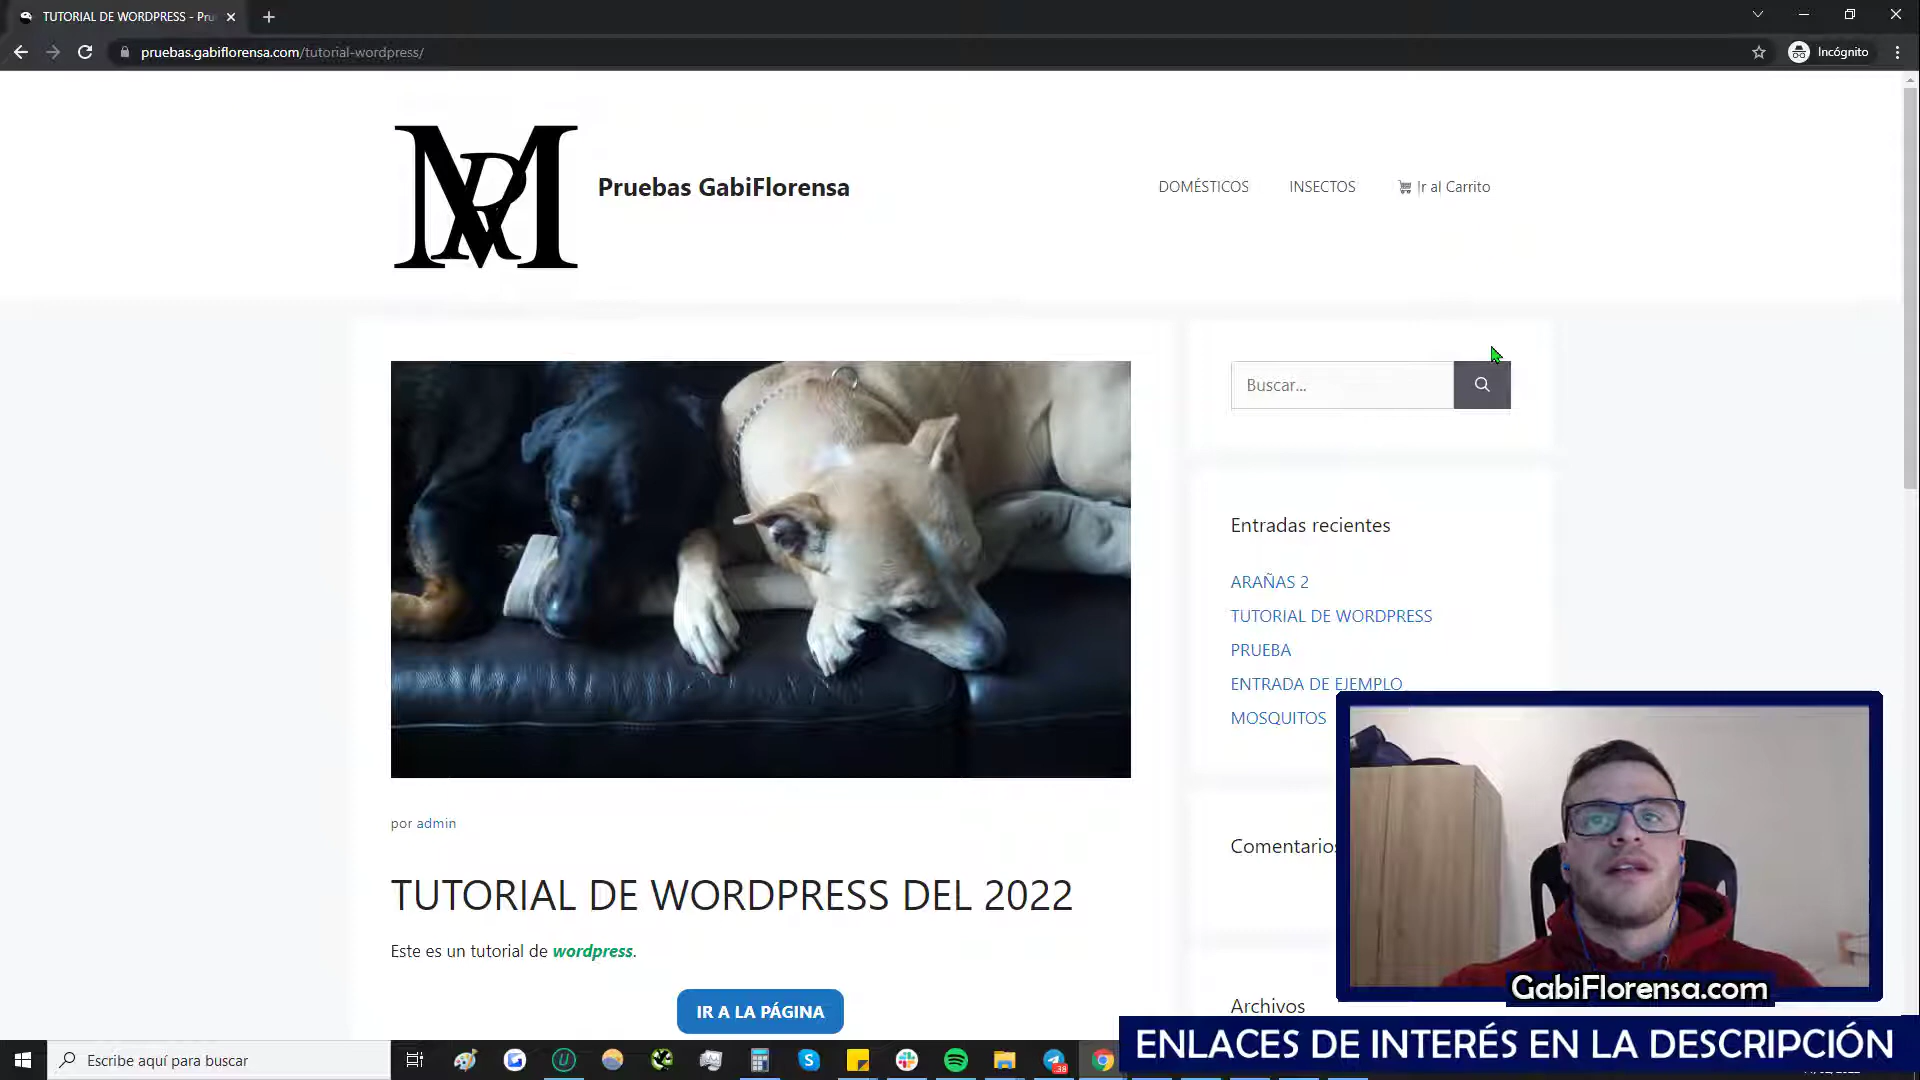 TUTORIAL DE WORDPRESS - Pru
pruebas.gabiflorensa.com/tutorial-wordpress/
Incógnito
Pruebas GabiFlorensa
DOMÉSTICOS
INSECTOS
Ir al Carrito
Buscar...
Entradas recientes
ARAÑAS 2
TUTORIAL DE WORDPRESS
PRUEBA
ENTRADA DE EJEMPLO
MOSQUITOS
por admin
Comentarios
TUTORIAL DE WORDPRESS DEL 2022
Este es un tutorial de wordpress.
IR A LA PÁGINA
Archivos
GabiFlorensa.com
ENLACES DE INTERÉS EN LA DESCRIPCIÓN
Escribe aquí para buscar
38